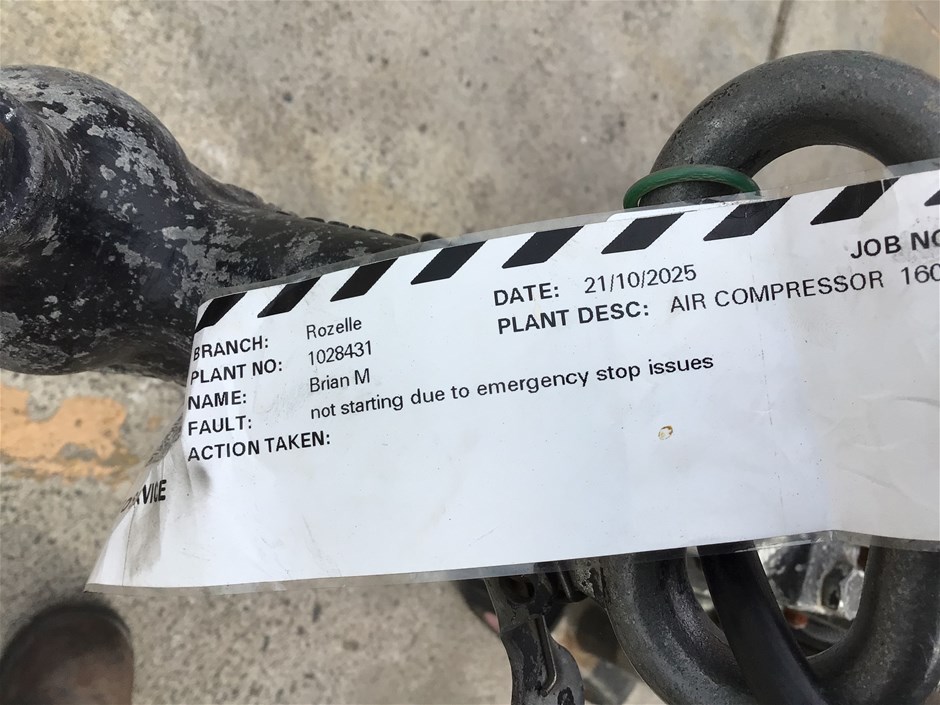 JOB NO
DATE: 21/10/2025
PLANT DESC: AIR COMPRESSOR 160
BRANCH: Rozelle
PLANT NO: 1028431
NAME: Brian M
FAULT: not starting due to emergency stop issues
ACTION TAKEN: